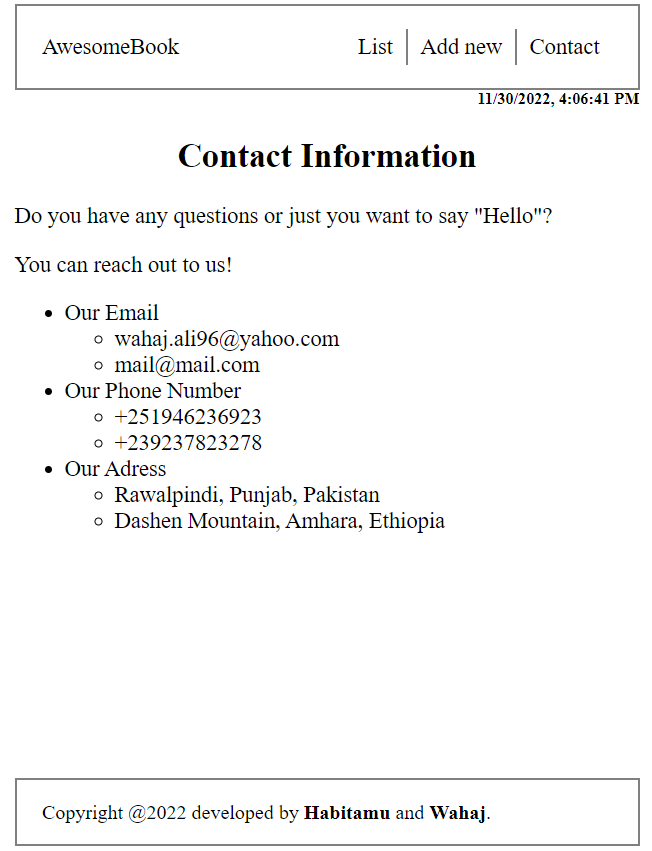 AwesomeBook List Add new Contact
11/30/2022, 4:06:41 PM
Contact Information
Do you have any questions or just you want to say "Hello"?
You can reach out to us!
Our Email
wahaj.ali96@yahoo.com
mail@mail.com
Our Phone Number
+251946236923
+239237823278
Our Adress
Rawalpindi, Punjab, Pakistan
Dashen Mountain, Amhara, Ethiopia
Copyright @2022 developed by Habitamu and Wahaj.